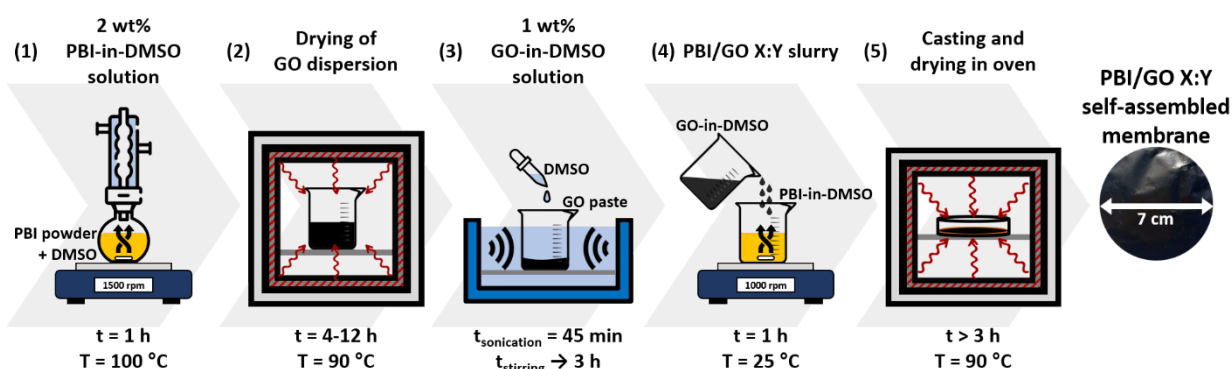 (1)
2 wt%
PBI-in-DMSO
solution
PBI powder
+ DMSO
1500 rpm
t = 1 h
T = 100 °C
(2)
Drying of
GO dispersion
t = 4-12 h
T = 90 °C
(3)
1 wt%
GO-in-DMSO
solution
DMSO
GO paste
t_sonication = 45 min
t_stirring → 3 h
(4) PBI/GO X:Y slurry
GO-in-DMSO
PBI-in-DMSO
1000 rpm
t = 1 h
T = 25 °C
(5)
Casting and
drying in oven
t > 3 h
T = 90 °C
PBI/GO X:Y
self-assembled
membrane
7 cm